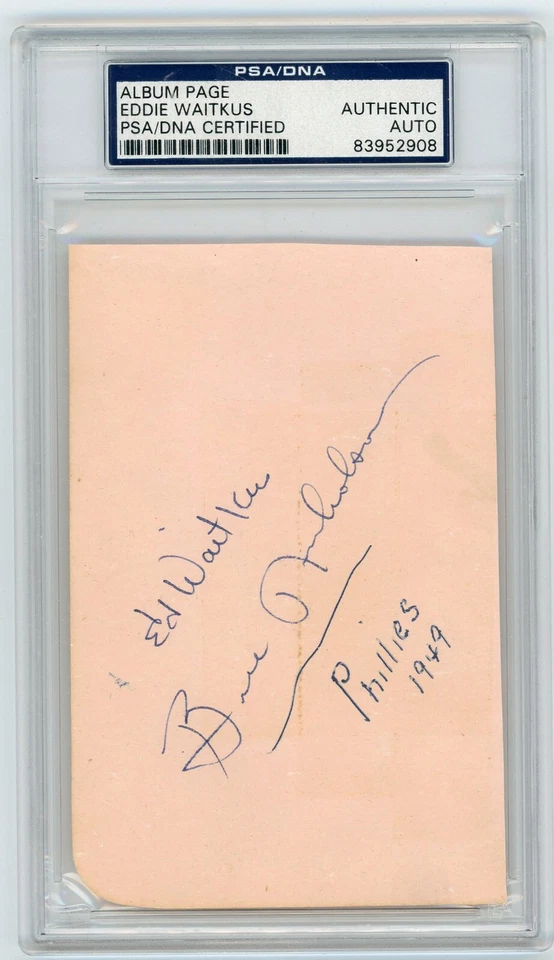 PSA/DNA
ALBUM PAGE
EDDIE WAITKUS
PSA/DNA CERTIFIED
AUTHENTIC
AUTO
83952908
Ed Waitkus
Bill Nicholson
Phillies
1949